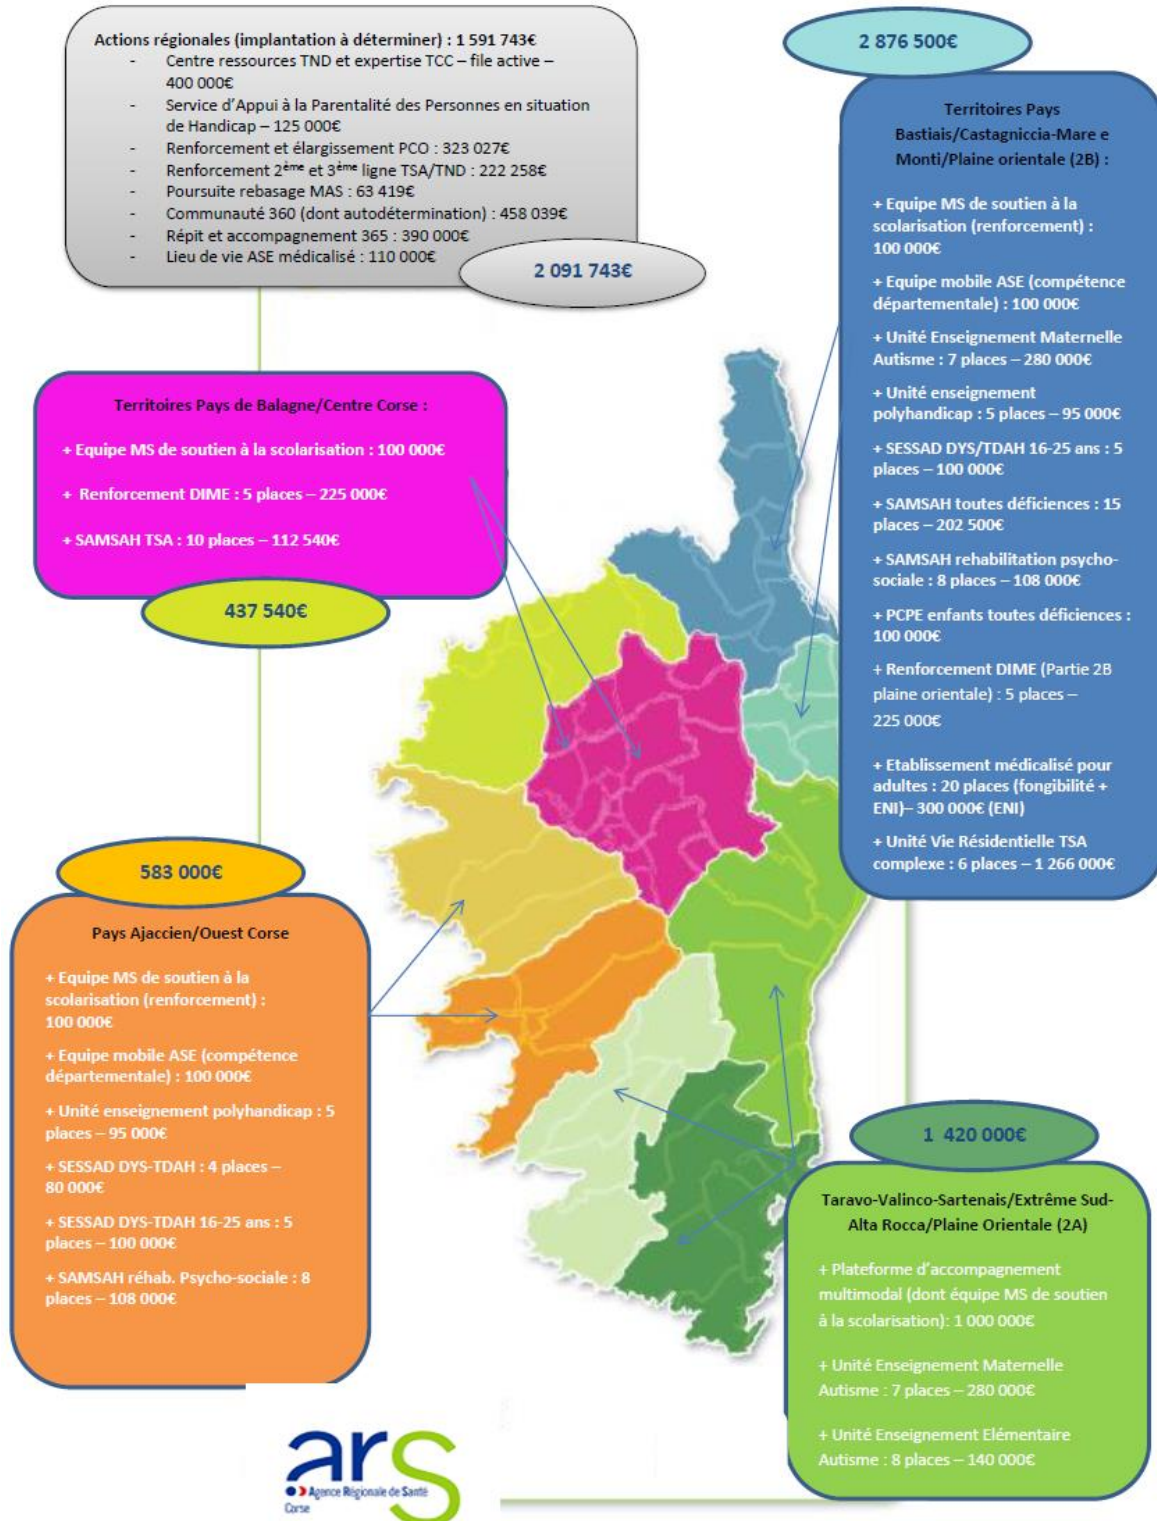 Actions régionales (implantation à déterminer) : 1 591 743€
- Centre ressources TND et expertise TCC – file active –
400 000€
- Service d'Appui à la Parentalité des Personnes en situation
de Handicap – 125 000€
- Renforcement et élargissement PCO : 323 027€
- Renforcement 2ème et 3ème ligne TSA/TND : 222 258€
- Poursuite rebasage MAS : 63 419€
- Communauté 360 (dont autodétermination) : 458 039€
- Répit et accompagnement 365 : 390 000€
- Lieu de vie ASE médicalisé : 110 000€
2 091 743€
2 876 500€
Territoires Pays
Bastiais/Castagniccia-Mare e
Monti/Plaine orientale (2B) :
+ Equipe MS de soutien à la
scolarisation (renforcement) :
100 000€
+ Equipe mobile ASE (compétence
départementale) : 100 000€
+ Unité Enseignement Maternelle
Autisme : 7 places – 280 000€
+ Unité enseignement
polyhandicap : 5 places – 95 000€
+ SESSAD DYS/TDAH 16-25 ans : 5
places – 100 000€
+ SAMSAH toutes déficiences : 15
places – 202 500€
+ SAMSAH rehabilitation psycho-
sociale : 8 places – 108 000€
+ PCPE enfants toutes déficiences :
100 000€
+ Renforcement DIME (Partie 2B
plaine orientale) : 5 places –
225 000€
+ Etablissement médicalisé pour
adultes : 20 places (fongibilité +
ENI)– 300 000€ (ENI)
+ Unité Vie Résidentielle TSA
complexe : 6 places – 1 266 000€
Territoires Pays de Balagne/Centre Corse :
+ Equipe MS de soutien à la scolarisation : 100 000€
+ Renforcement DIME : 5 places – 225 000€
+ SAMSAH TSA : 10 places – 112 540€
437 540€
583 000€
Pays Ajaccien/Ouest Corse
+ Equipe MS de soutien à la
scolarisation (renforcement) :
100 000€
+ Equipe mobile ASE (compétence
départementale) : 100 000€
+ Unité enseignement polyhandicap : 5
places – 95 000€
+ SESSAD DYS-TDAH : 4 places –
80 000€
+ SESSAD DYS-TDAH 16-25 ans : 5
places – 100 000€
+ SAMSAH réhab. Psycho-sociale : 8
places – 108 000€
1 420 000€
Taravo-Valinco-Sartenais/Extrême Sud-
Alta Rocca/Plaine Orientale (2A)
+ Plateforme d'accompagnement
multimodal (dont équipe MS de soutien
à la scolarisation): 1 000 000€
+ Unité Enseignement Maternelle
Autisme : 7 places – 280 000€
+ Unité Enseignement Elémentaire
Autisme : 8 places – 140 000€
ars
Agence Régionale de Santé
Corse